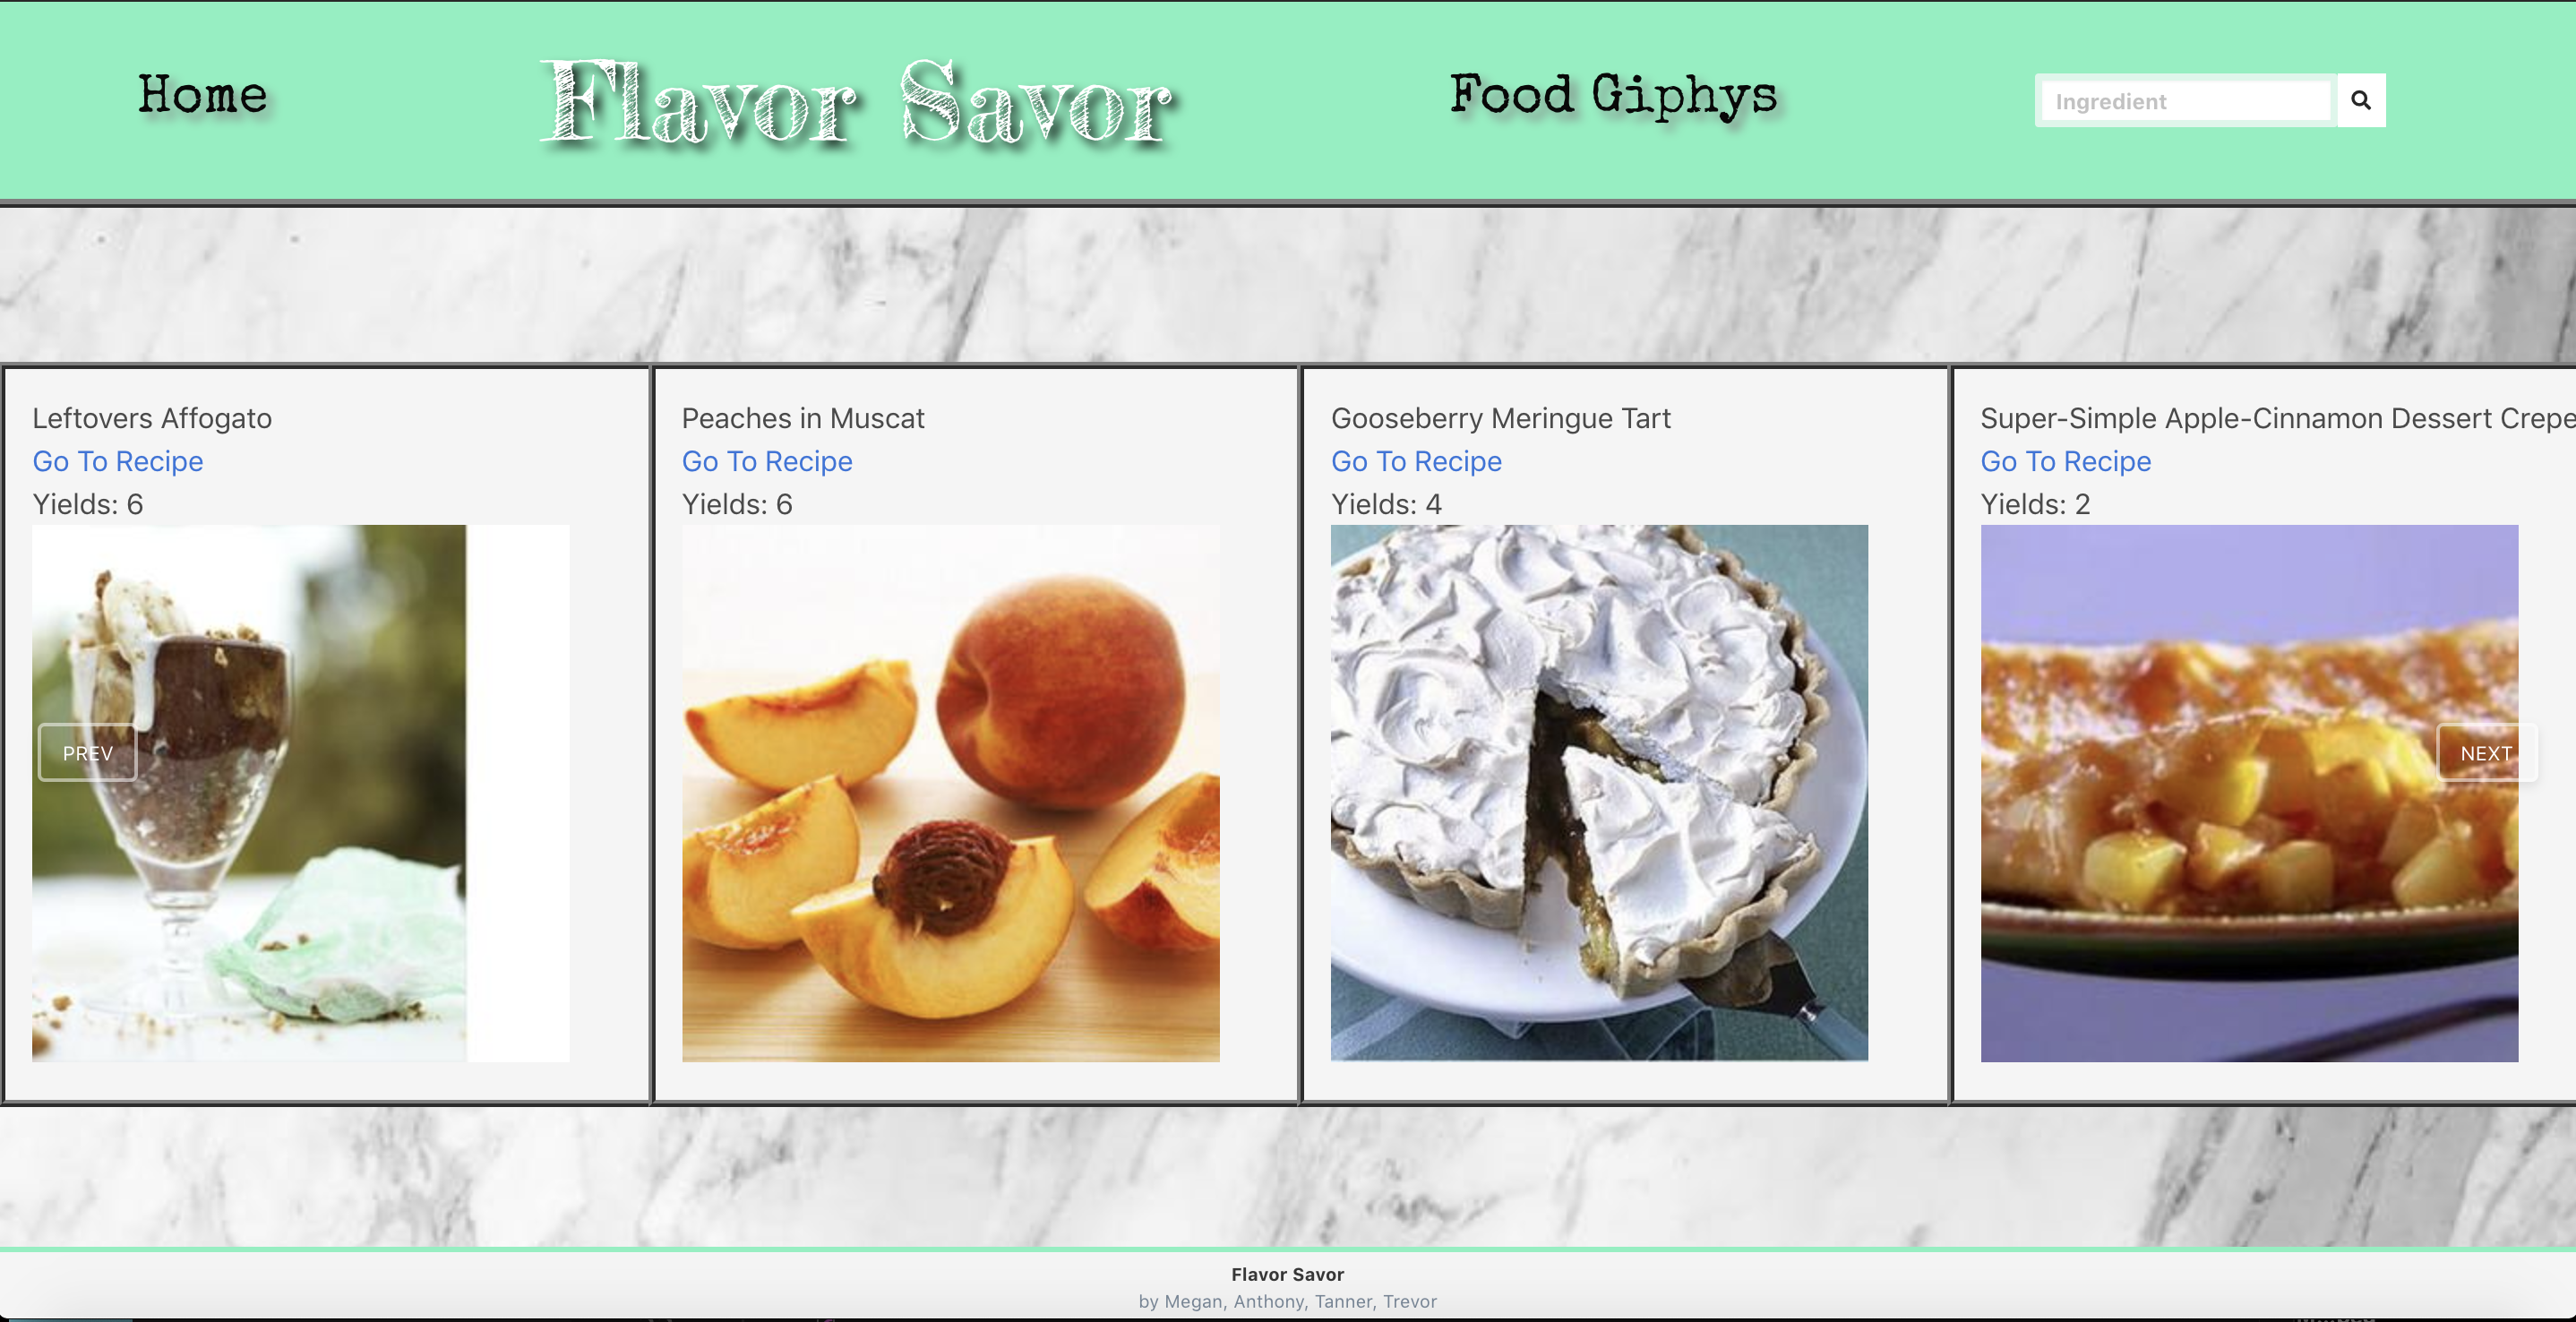 Home
Flavor Savor
Food Giphys
Ingredient
Leftovers Affogato
Go To Recipe
Yields: 6
PREV
Peaches in Muscat
Go To Recipe
Yields: 6
Gooseberry Meringue Tart
Go To Recipe
Yields: 4
Super-Simple Apple-Cinnamon Dessert Crepe
Go To Recipe
Yields: 2
NEXT
Flavor Savor
by Megan, Anthony, Tanner, Trevor